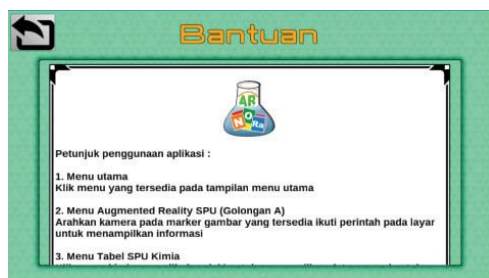 Bantuan
AR
N O Ra
Petunjuk penggunaan aplikasi :
1. Menu utama
Klik menu yang tersedia pada tampilan menu utama
2. Menu Augmented Reality SPU (Golongan A)
Arahkan kamera pada marker gambar yang tersedia ikuti perintah pada layar
untuk menampilkan informasi
3. Menu Tabel SPU Kimia